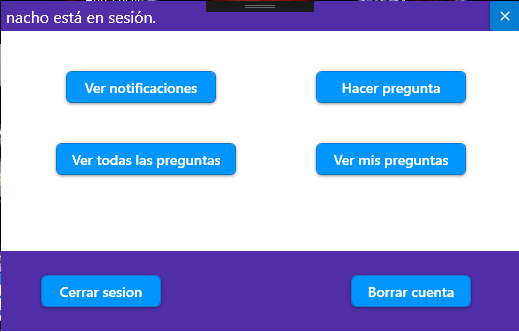 nacho está en sesión.
Ver notificaciones
Hacer pregunta
Ver todas las preguntas
Ver mis preguntas
Cerrar sesion
Borrar cuenta